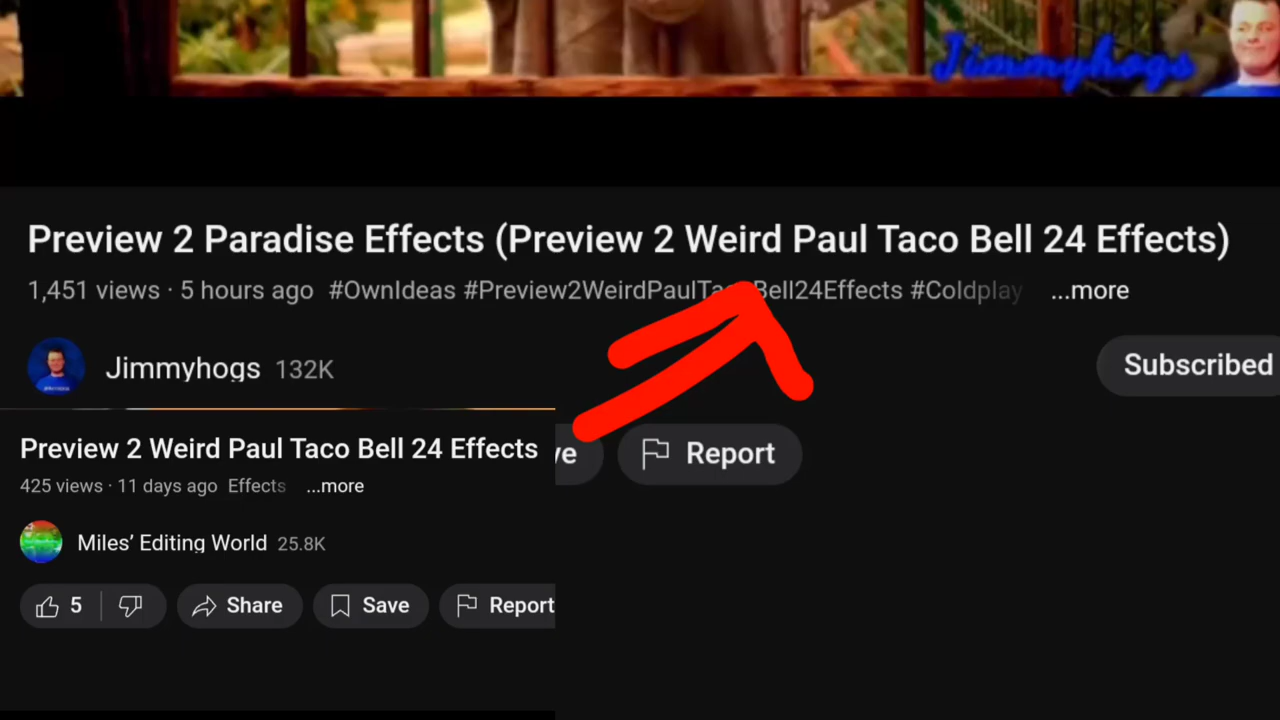 Jimmyhogs
Preview 2 Paradise Effects (Preview 2 Weird Paul Taco Bell 24 Effects)
1,451 views · 5 hours ago #OwnIdeas #Preview2WeirdPaulTacoBell24Effects #Coldplay ...more
Jimmyhogs 132K
Subscribed
Preview 2 Weird Paul Taco Bell 24 Effects
425 views · 11 days ago Effects ...more
ve Report
Miles’ Editing World 25.8K
5 Share Save Report